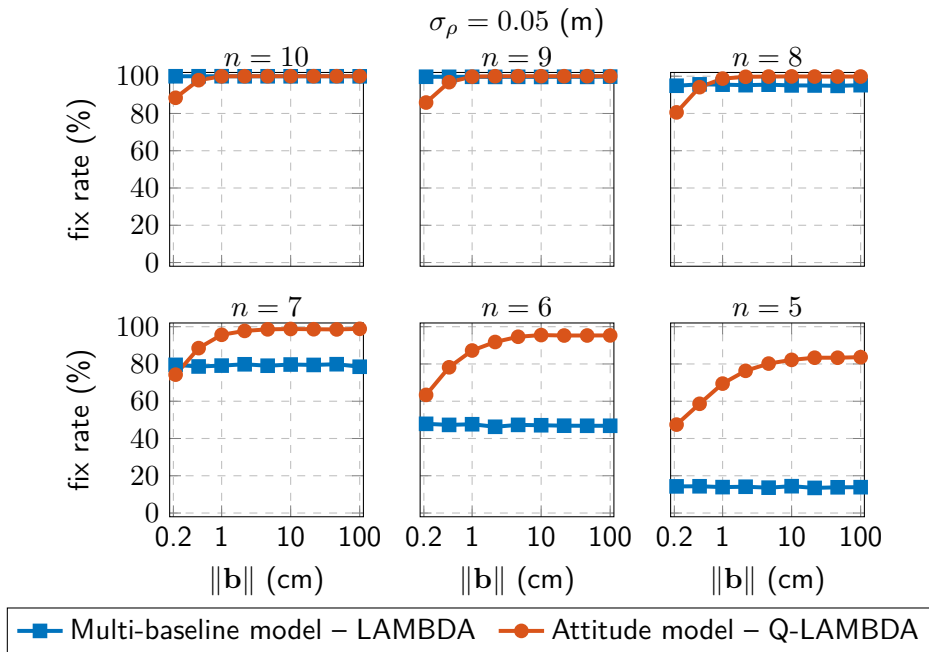 σ_ρ = 0.05 (m)
n = 10
n = 9
n = 8
100
80
60
40
20
0
fix rate (%)
n = 7
n = 6
n = 5
100
80
60
40
20
0
fix rate (%)
0.2 1 10 100
0.2 1 10 100
0.2 1 10 100
‖b‖ (cm)
‖b‖ (cm)
‖b‖ (cm)
Multi-baseline model – LAMBDA
Attitude model – Q-LAMBDA